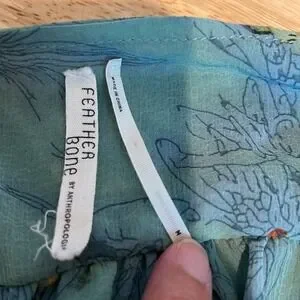 FEATHER
BONE
BY ANTHROPOLOGIE
MADE IN CHINA
M